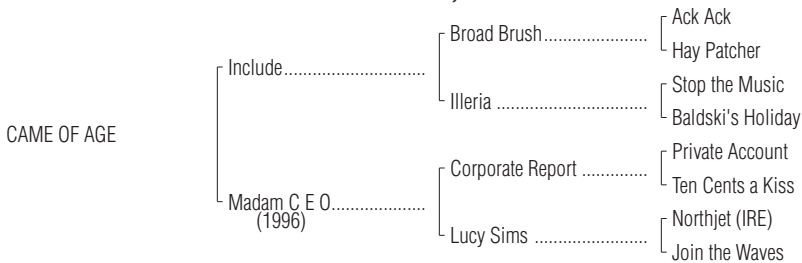 Ack Ack
Broad Brush......................
Hay Patcher
Include..............................
Stop the Music
Illeria ................................
Baldski's Holiday
CAME OF AGE
Private Account
Corporate Report ..............
Ten Cents a Kiss
Madam C E O....................
(1996)
Northjet (IRE)
Lucy Sims ........................
Join the Waves